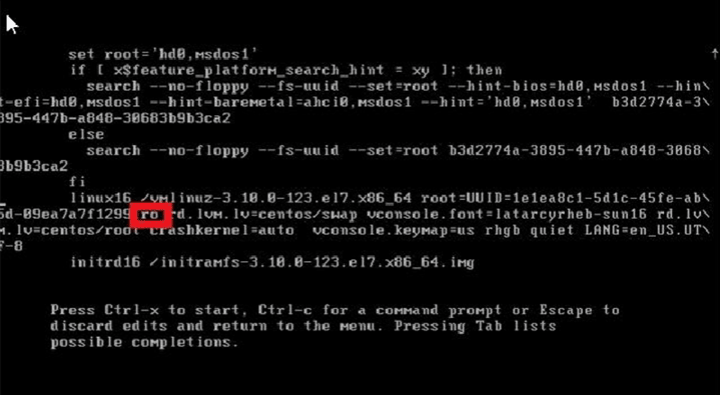 set root='hd0,msdos1'
if [ x$feature_platform_search_hint = xy ]; then
search --no-floppy --fs-uuid --set=root --hint-bios=hd0,msdos1 --hin\
t-efi=hd0,msdos1 --hint-baremetal=ahci0,msdos1 --hint='hd0,msdos1'  b3d2774a-3\
895-447b-a848-30683b9b3ca2
else
search --no-floppy --fs-uuid --set=root b3d2774a-3895-447b-a848-3068\
3b9b3ca2
fi
linux16 /vmlinuz-3.10.0-123.el7.x86_64 root=UUID=1e1ea8c1-5d1c-45fe-ab\
5d-09ea7a7f1299 ro rd.lvm.lv=centos/swap vconsole.font=latarcyrheb-sun16 rd.lv\
m.lv=centos/root crashkernel=auto  vconsole.keymap=us rhgb quiet LANG=en_US.UT\
F-8
initrd16 /initramfs-3.10.0-123.el7.x86_64.img
Press Ctrl-x to start, Ctrl-c for a command prompt or Escape to
discard edits and return to the menu. Pressing Tab lists
possible completions.